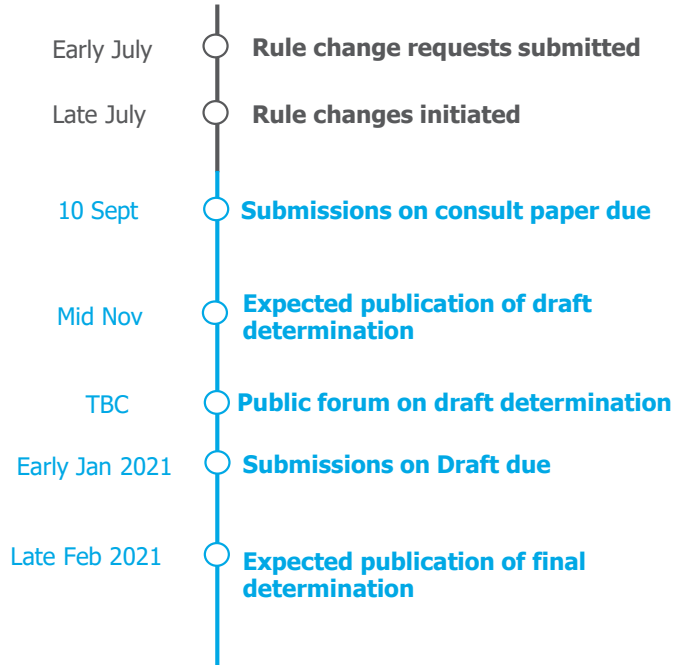 Early July
Rule change requests submitted
Late July
Rule changes initiated
10 Sept
Submissions on consult paper due
Mid Nov
Expected publication of draft
determination
TBC
Public forum on draft determination
Early Jan 2021
Submissions on Draft due
Late Feb 2021
Expected publication of final
determination